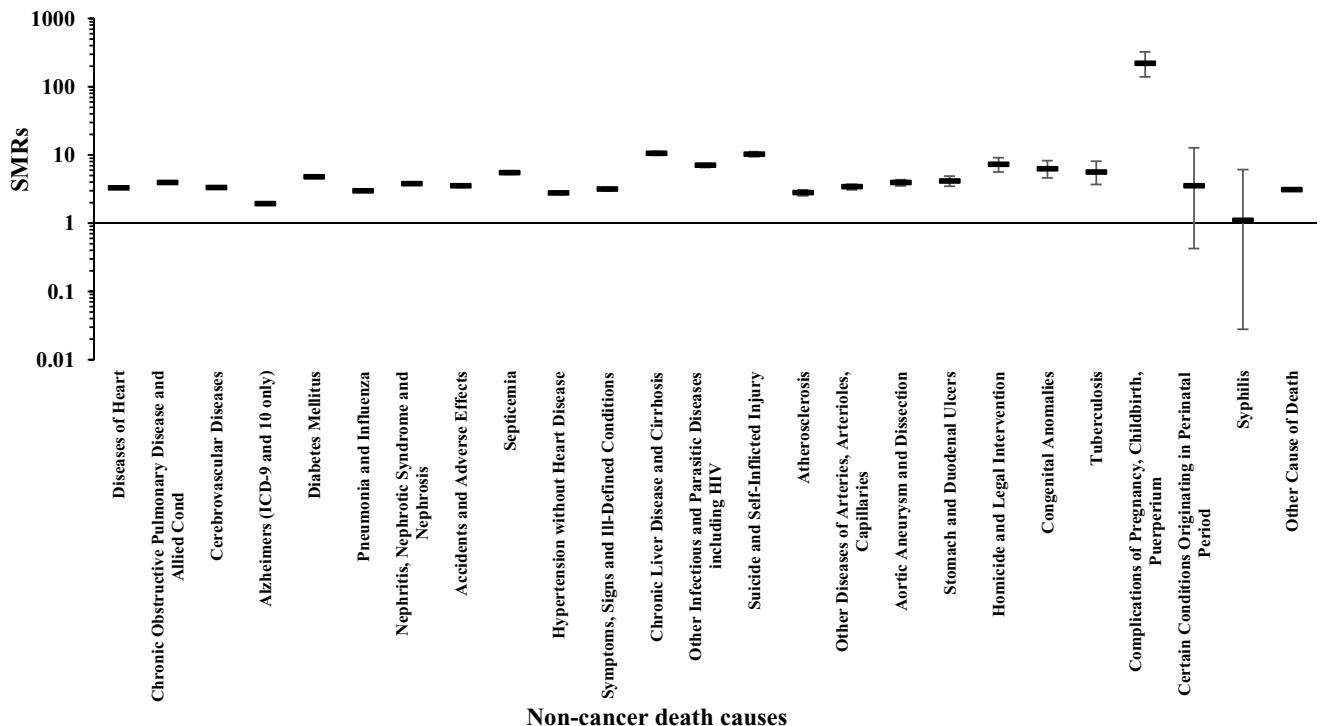 1000
100
10
1
0.1
0.01
SMRs
Diseases of Heart
Chronic Obstructive Pulmonary Disease and
Allied Cond
Cerebrovascular Diseases
Alzheimers (ICD-9 and 10 only)
Diabetes Mellitus
Pneumonia and Influenza
Nephritis, Nephrotic Syndrome and
Nephrosis
Accidents and Adverse Effects
Septicemia
Hypertension without Heart Disease
Symptoms, Signs and Ill-Defined Conditions
Chronic Liver Disease and Cirrhosis
Other Infectious and Parasitic Diseases
including HIV
Suicide and Self-Inflicted Injury
Atherosclerosis
Other Diseases of Arteries, Arterioles,
Capillaries
Aortic Aneurysm and Dissection
Stomach and Duodenal Ulcers
Homicide and Legal Intervention
Congenital Anomalies
Tuberculosis
Complications of Pregnancy, Childbirth,
Puerperium
Certain Conditions Originating in Perinatal
Period
Syphilis
Other Cause of Death
Non-cancer death causes